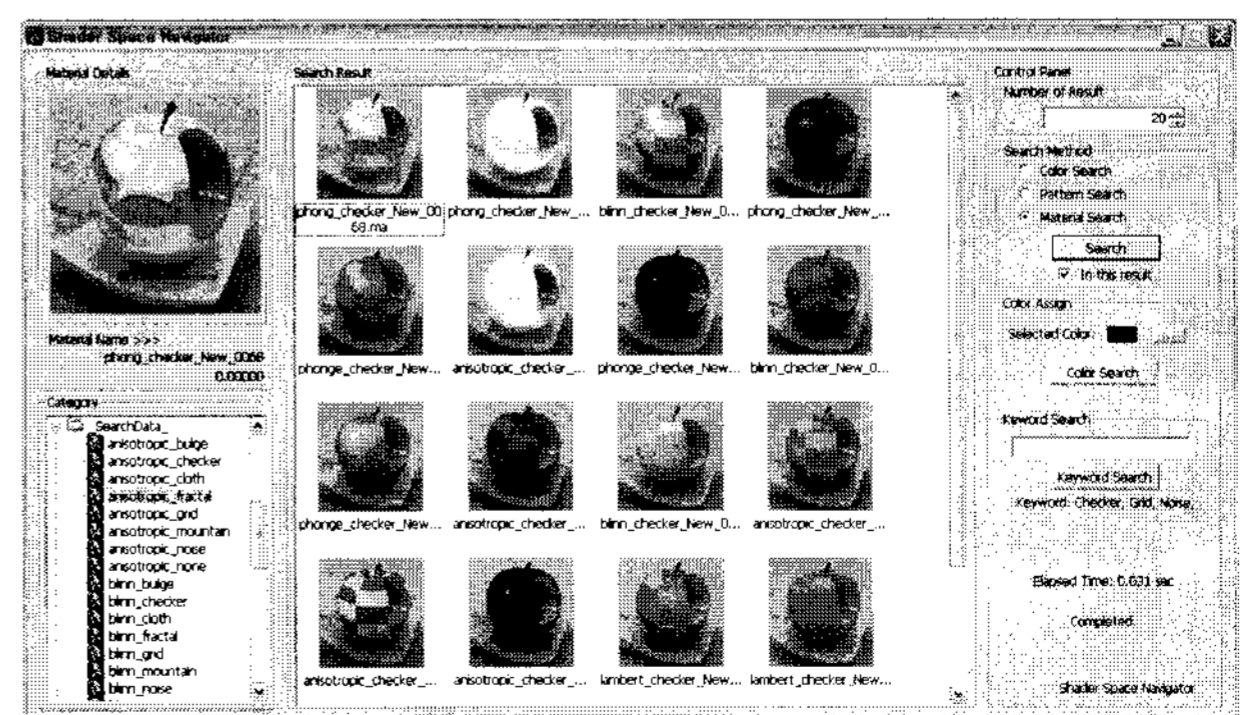 Shader Space Navigator
Material Details
Material Name >>>
phong_checker_New_0068
0.00000
Category
SearchData_
anisotropic_bulge
anisotropic_checker
anisotropic_cloth
anisotropic_fractal
anisotropic_grid
anisotropic_mountain
anisotropic_noise
anisotropic_none
blinn_bulge
blinn_checker
blinn_cloth
blinn_fractal
blinn_grid
blinn_mountain
blinn_noise
Search Result
phong_checker_New_00
68.ma
phong_checker_New_...
blinn_checker_New_0...
phong_checker_New_...
phonge_checker_New...
anisotropic_checker_...
phonge_checker_New...
blinn_checker_New_0...
phonge_checker_New...
anisotropic_checker_...
blinn_checker_New_0...
anisotropic_checker_...
anisotropic_checker_...
anisotropic_checker_...
lambert_checker_New...
lambert_checker_New...
Control Panel
Number of Result
20
Search Method
Color Search
Pattern Search
Material Search
Search
In this result
Color Assign
Selected Color:
...
Color Search
Keword Search
Keyword Search
Keyword: Checker, Grid, Noise,
Elapsed Time: 0.631 sec
Completed
Shader Space Navigator